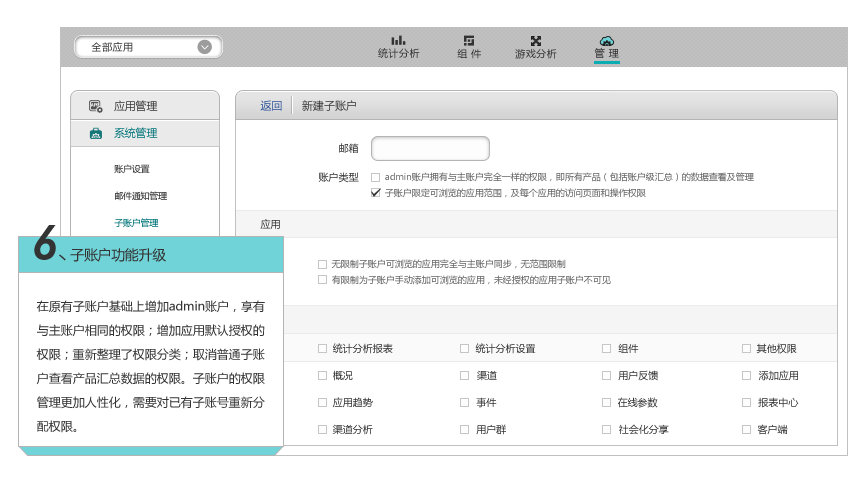 全部应用
统计分析 组 件 游戏分析 管 理
应用管理
系统管理
账户设置
邮件通知管理
子账户管理
返回 新建子账户
邮箱
账户类型 admin账户拥有与主账户完全一样的权限，即所有产品（包括账户级汇总）的数据查看及管理
子账户限定可浏览的应用范围，及每个应用的访问页面和操作权限
应用
无限制子账户可浏览的应用完全与主账户同步，无范围限制
有限制为子账户手动添加可浏览的应用，未经授权的应用子账户不可见
统计分析报表 统计分析设置 组件 其他权限
概况 渠道 用户反馈 添加应用
应用趋势 事件 在线参数 报表中心
渠道分析 用户群 社会化分享 客户端
6、子账户功能升级
在原有子账户基础上增加admin账户，享有
与主账户相同的权限；增加应用默认授权的
权限；重新整理了权限分类；取消普通子账
户查看产品汇总数据的权限。子账户的权限
管理更加人性化，需要对已有子账号重新分
配权限。